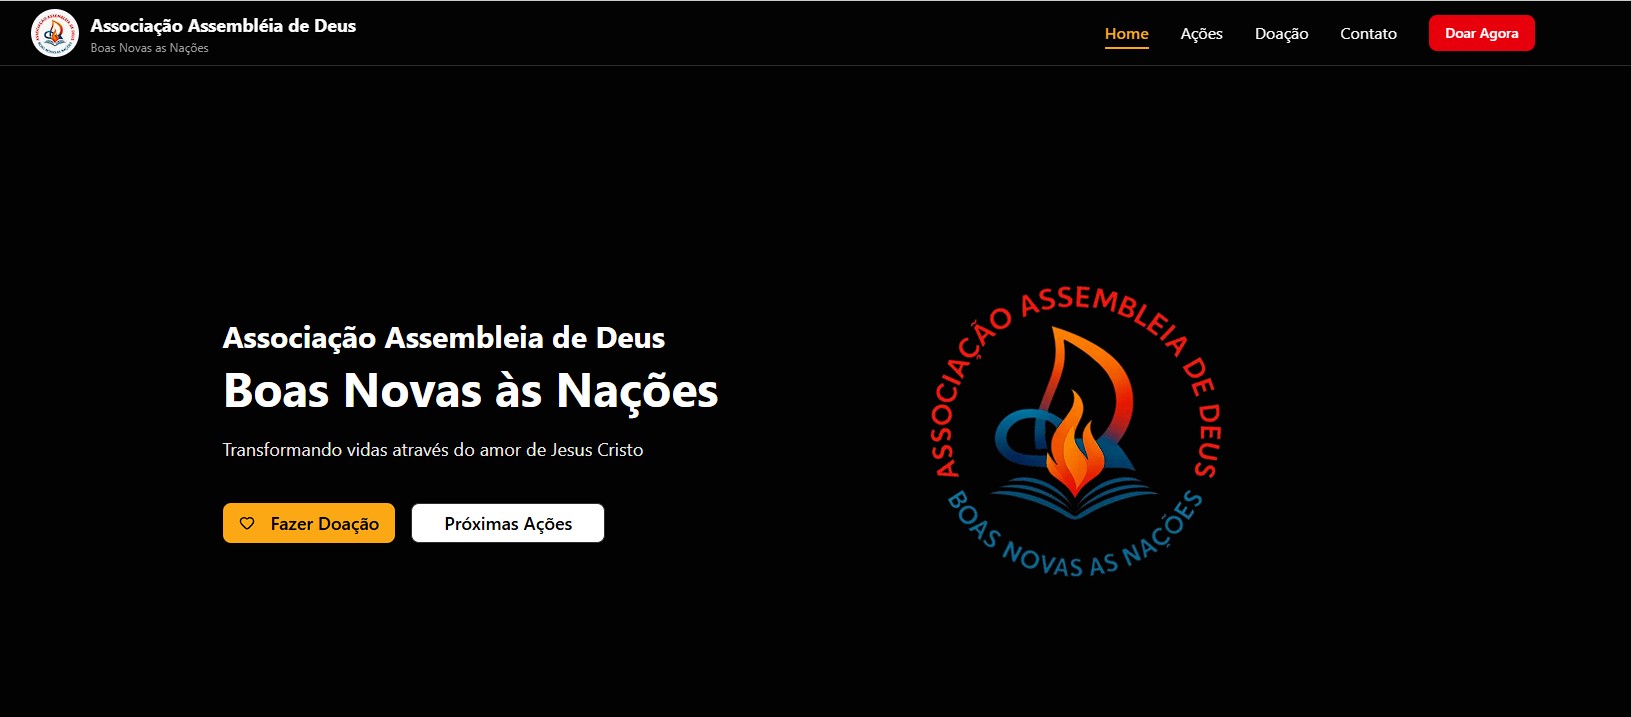 Associação Assembléia de Deus
Boas Novas as Nações
Home
Ações
Doação
Contato
Doar Agora
Associação Assembleia de Deus
Boas Novas às Nações
Transformando vidas através do amor de Jesus Cristo
Fazer Doação
Próximas Ações
ASSOCIAÇÃO ASSEMBLEIA DE DEUS
BOAS NOVAS AS NAÇÕES